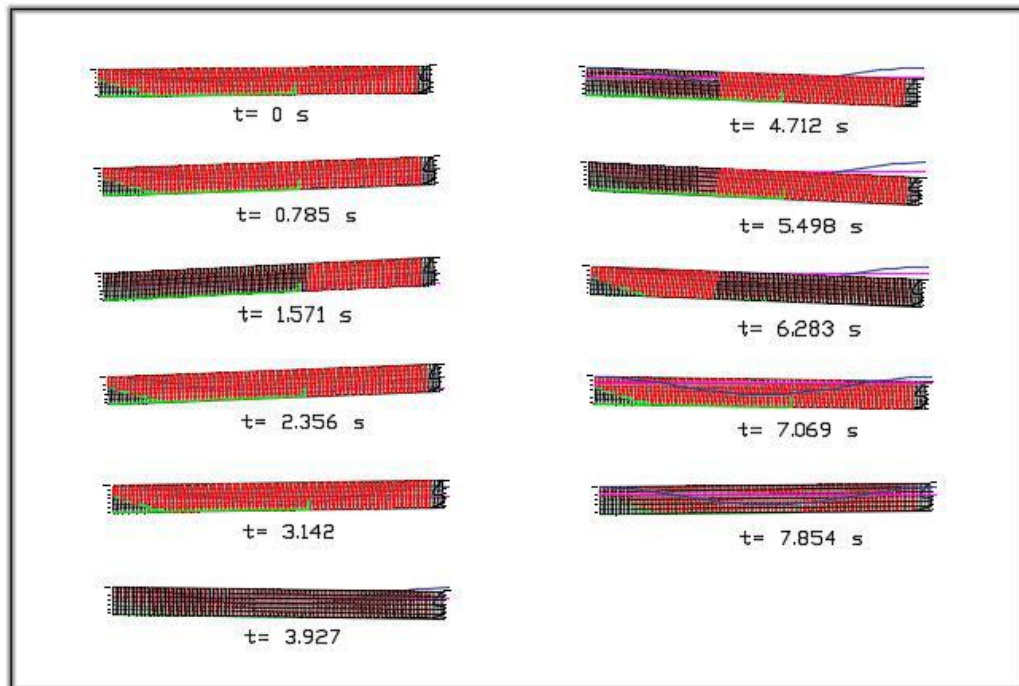 t= 0 s
t= 0.785 s
t= 1.571 s
t= 2.356 s
t= 3.142
t= 3.927
t= 4.712 s
t= 5.498 s
t= 6.283 s
t= 7.069 s
t= 7.854 s